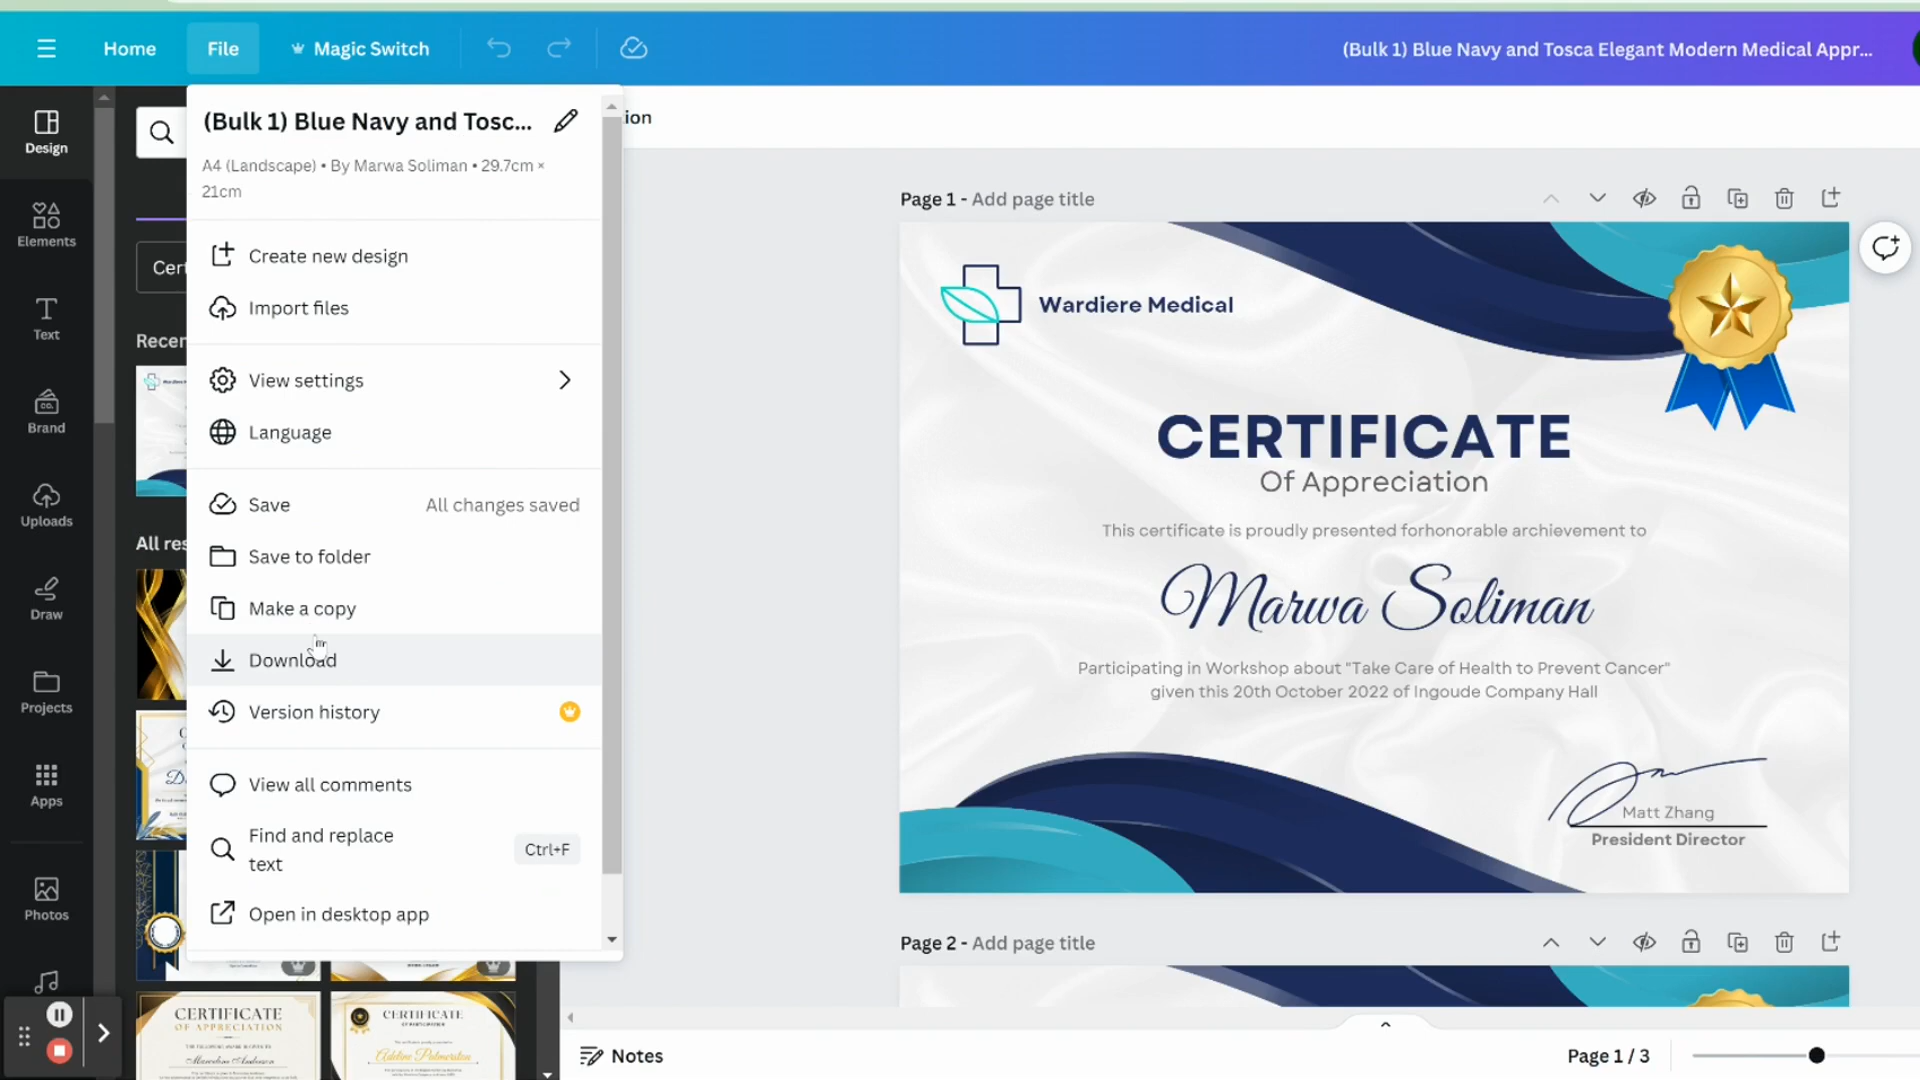 Home
File
Magic Switch
(Bulk 1) Blue Navy and Tosca Elegant Modern Medical Appr...
Design
Elements
Text
Brand
Uploads
Draw
Projects
Apps
Photos
Recen
All res
(Bulk 1) Blue Navy and Tosc...
A4 (Landscape) • By Marwa Soliman • 29.7cm ×
21cm
Create new design
Import files
View settings
Language
Save All changes saved
Save to folder
Make a copy
Download
Version history
View all comments
Find and replace
text
Ctrl+F
Open in desktop app
ion
Page 1 - Add page title
Wardiere Medical
CERTIFICATE
Of Appreciation
This certificate is proudly presented forhonorable archievement to
Marwa Soliman
Participating in Workshop about "Take Care of Health to Prevent Cancer"
given this 20th October 2022 of Ingoude Company Hall
Matt Zhang
President Director
Page 2 - Add page title
CERTIFICATE
OF APPRECIATION
CERTIFICATE
Notes
Page 1 / 3